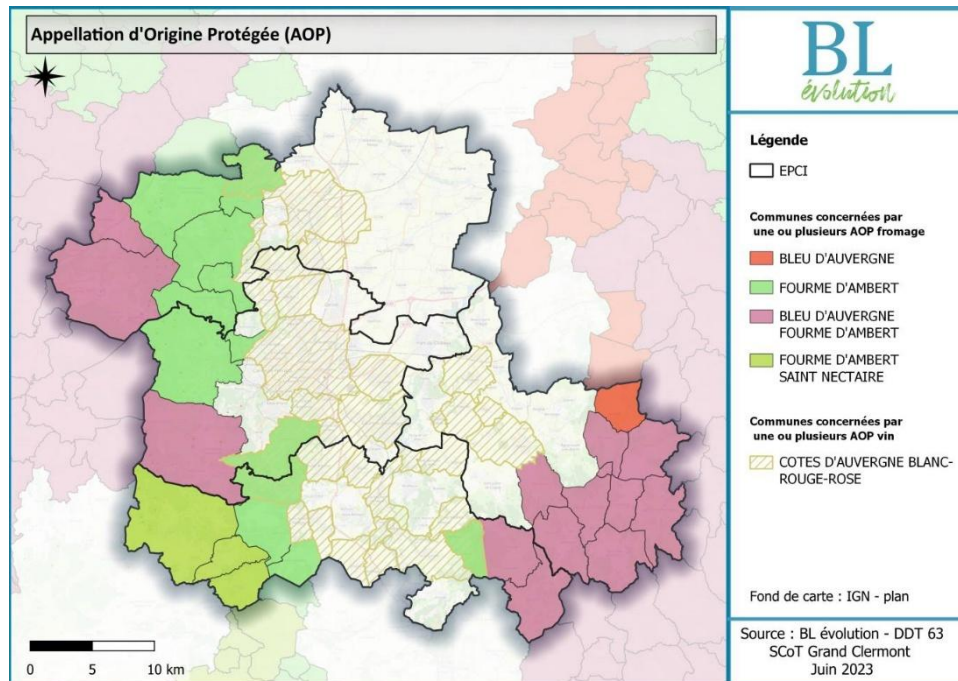 Appellation d'Origine Protégée (AOP)
0 5 10 km
BL
évolution
Légende
EPCI
Communes concernées par
une ou plusieurs AOP fromage
BLEU D'AUVERGNE
FOURME D'AMBERT
BLEU D'AUVERGNE
FOURME D'AMBERT
FOURME D'AMBERT
SAINT NECTAIRE
Communes concernées par
une ou plusieurs AOP vin
COTES D'AUVERGNE BLANC-
ROUGE-ROSE
Fond de carte : IGN - plan
Source : BL évolution - DDT 63
SCoT Grand Clermont
Juin 2023